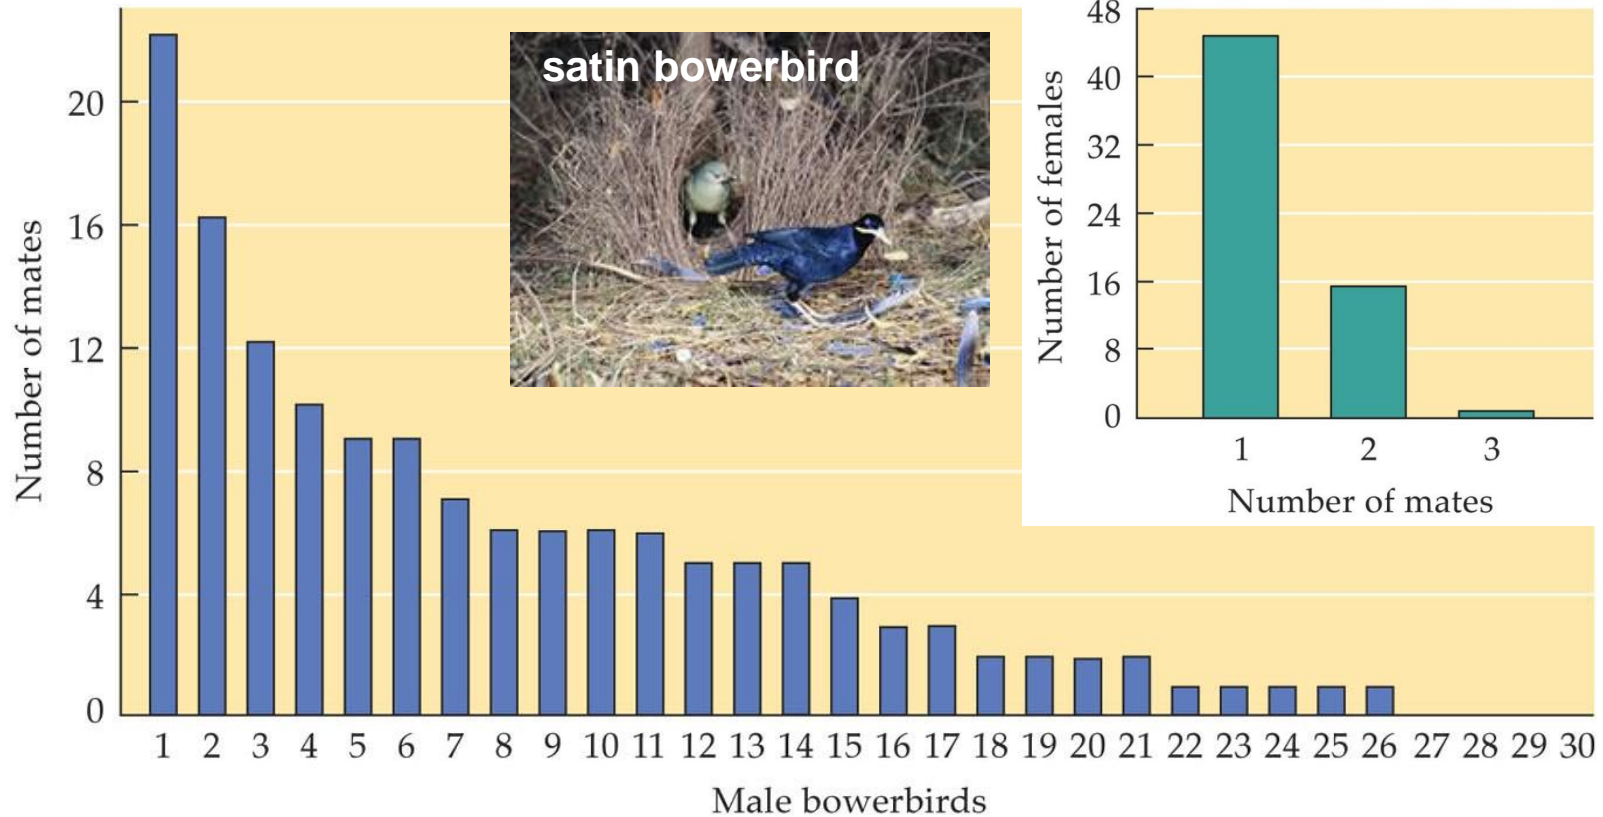 Number of mates
20
16
12
8
4
0
1 2 3 4 5 6 7 8 9 10 11 12 13 14 15 16 17 18 19 20 21 22 23 24 25 26 27 28 29 30
Male bowerbirds
satin bowerbird
Number of females
48
40
32
24
16
8
0
1 2 3
Number of mates